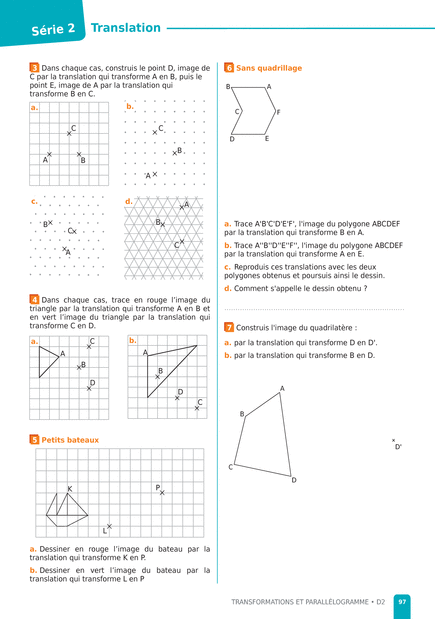 Série 2
Translation
3 Dans chaque cas, construis le point D, image de
C par la translation qui transforme A en B, puis le
point E, image de A par la translation qui
transforme B en C.
a.
C
A
B
b.
C
B
A
c.
B
C
A
d.
A
B
C
4 Dans chaque cas, trace en rouge l'image du
triangle par la translation qui transforme A en B et
en vert l'image du triangle par la translation qui
transforme C en D.
a.
C
A
B
D
b.
A
B
D
C
5 Petits bateaux
K
P
L
a. Dessiner en rouge l'image du bateau par la
translation qui transforme K en P.
b. Dessiner en vert l'image du bateau par la
translation qui transforme L en P
6 Sans quadrillage
B
A
C
F
D
E
a. Trace A'B'C'D'E'F', l'image du polygone ABCDEF
par la translation qui transforme B en A.
b. Trace A''B''D''E''F'', l'image du polygone ABCDEF
par la translation qui transforme A en E.
c. Reproduis ces translations avec les deux
polygones obtenus et poursuis ainsi le dessin.
d. Comment s'appelle le dessin obtenu ?
7 Construis l'image du quadrilatère :
a. par la translation qui transforme D en D'.
b. par la translation qui transforme B en D.
A
B
C
D
D'
TRANSFORMATIONS ET PARALLÉLOGRAMME • D2
97